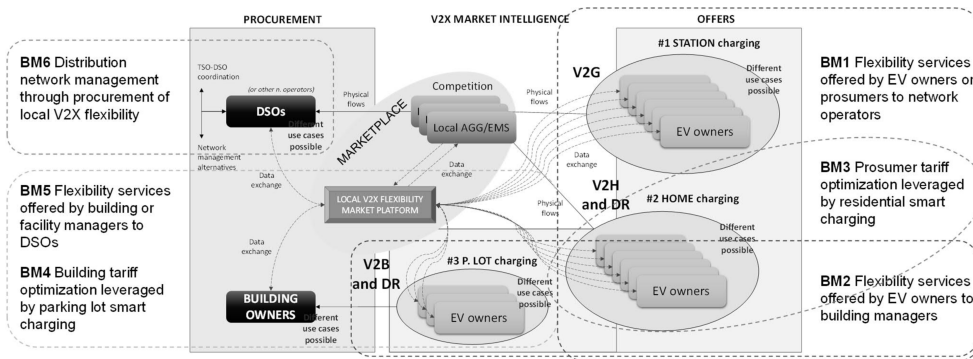 PROCUREMENT
V2X MARKET INTELLIGENCE
OFFERS
BM6 Distribution
network management
through procurement of
local V2X flexibility
TSO-DSO
coordination
(or other n. operators)
DSOs
Different
use cases
possible
Network
management
alternatives
Physical
flows
MARKETPLACE
Competition
Local AGG/EMS
V2G
#1 STATION charging
Different
use cases
possible
EV owners
BM1 Flexibility services
offered by EV owners or
prosumers to network
operators
Data
exchange
Data
exchange
BM5 Flexibility services
offered by building or
facility managers to
DSOs
Data
exchange
LOCAL V2X FLEXIBILITY
MARKET PLATFORM
Physical
flows
V2H
and DR
#2 HOME charging
Different
use cases
possible
EV owners
BM3 Prosumer tariff
optimization leveraged
by residential smart
charging
BM4 Building tariff
optimization leveraged
by parking lot smart
charging
BUILDING
OWNERS
Different
use cases
possible
V2B
and DR
#3 P. LOT charging
Different
use cases
possible
EV owners
BM2 Flexibility services
offered by EV owners to
building managers